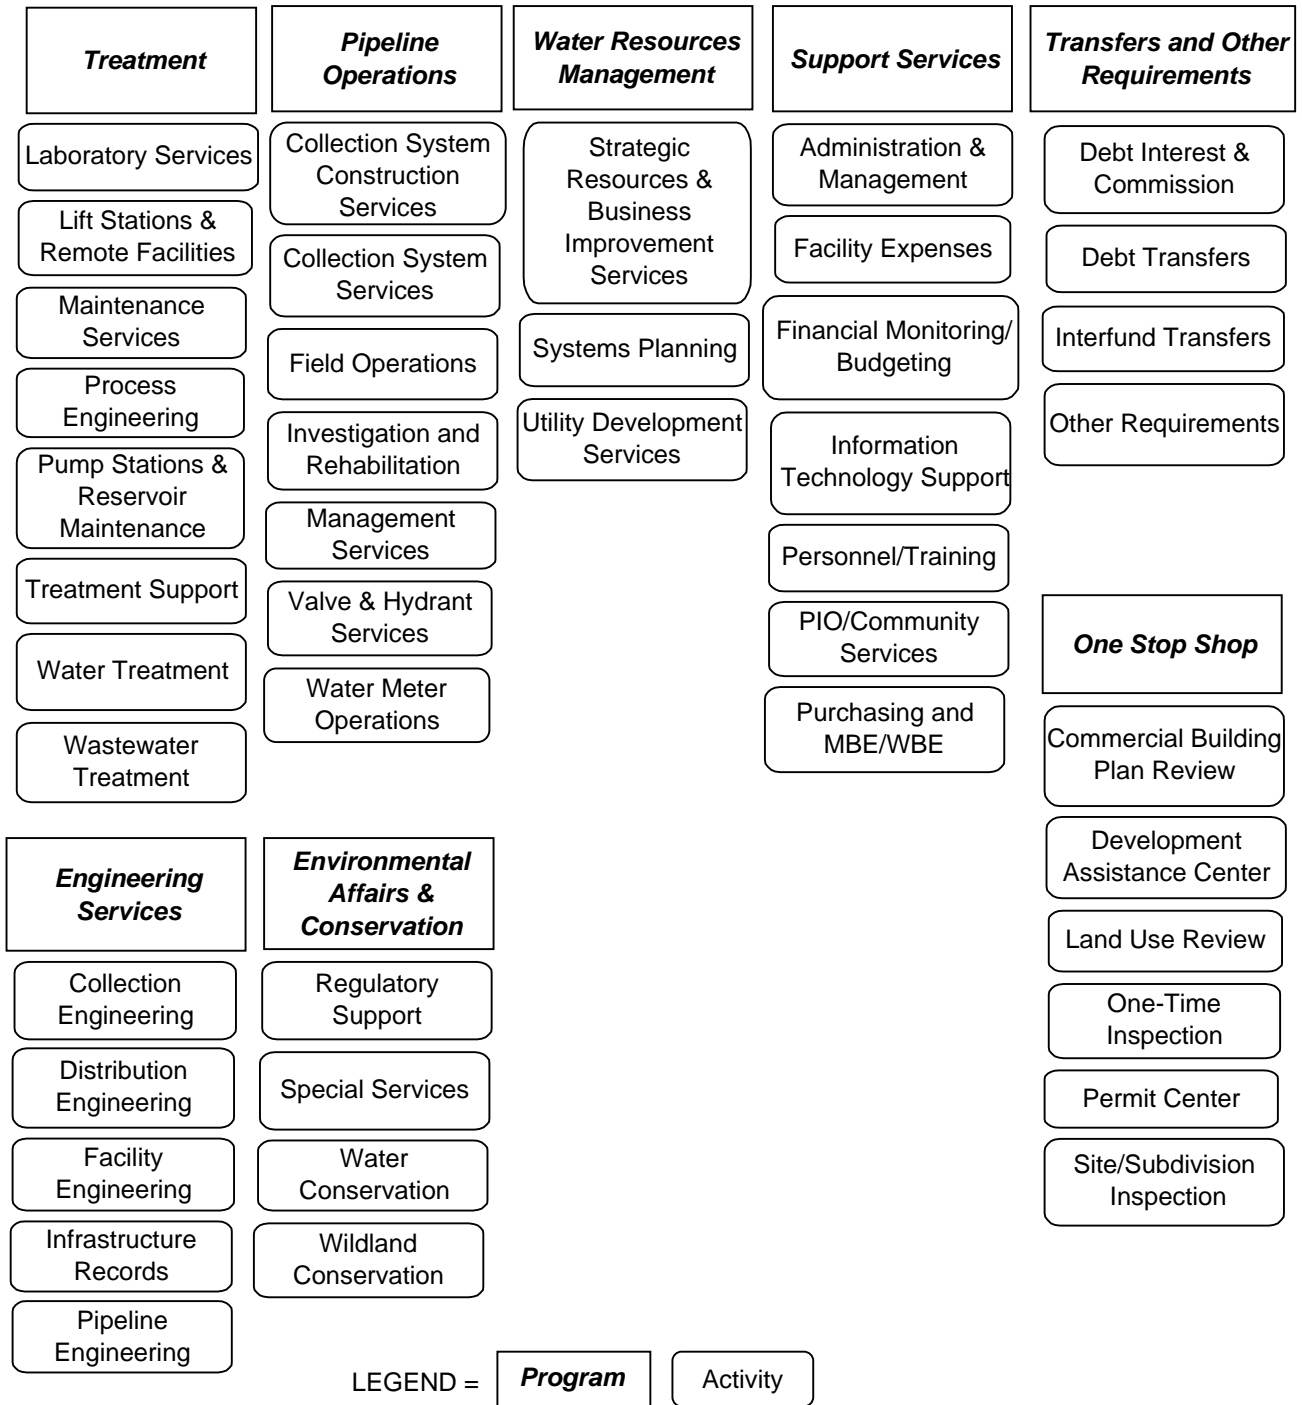 Treatment
Laboratory Services
Lift Stations &
Remote Facilities
Maintenance
Services
Process
Engineering
Pump Stations &
Reservoir
Maintenance
Treatment Support
Water Treatment
Wastewater
Treatment
Pipeline
Operations
Collection System
Construction
Services
Collection System
Services
Field Operations
Investigation and
Rehabilitation
Management
Services
Valve & Hydrant
Services
Water Meter
Operations
Water Resources
Management
Strategic
Resources &
Business
Improvement
Services
Systems Planning
Utility Development
Services
Support Services
Administration &
Management
Facility Expenses
Financial Monitoring/
Budgeting
Information
Technology Support
Personnel/Training
PIO/Community
Services
Purchasing and
MBE/WBE
Transfers and Other
Requirements
Debt Interest &
Commission
Debt Transfers
Interfund Transfers
Other Requirements
One Stop Shop
Commercial Building
Plan Review
Development
Assistance Center
Land Use Review
One-Time
Inspection
Permit Center
Site/Subdivision
Inspection
Engineering
Services
Collection
Engineering
Distribution
Engineering
Facility
Engineering
Infrastructure
Records
Pipeline
Engineering
Environmental
Affairs &
Conservation
Regulatory
Support
Special Services
Water
Conservation
Wildland
Conservation
LEGEND = Program Activity